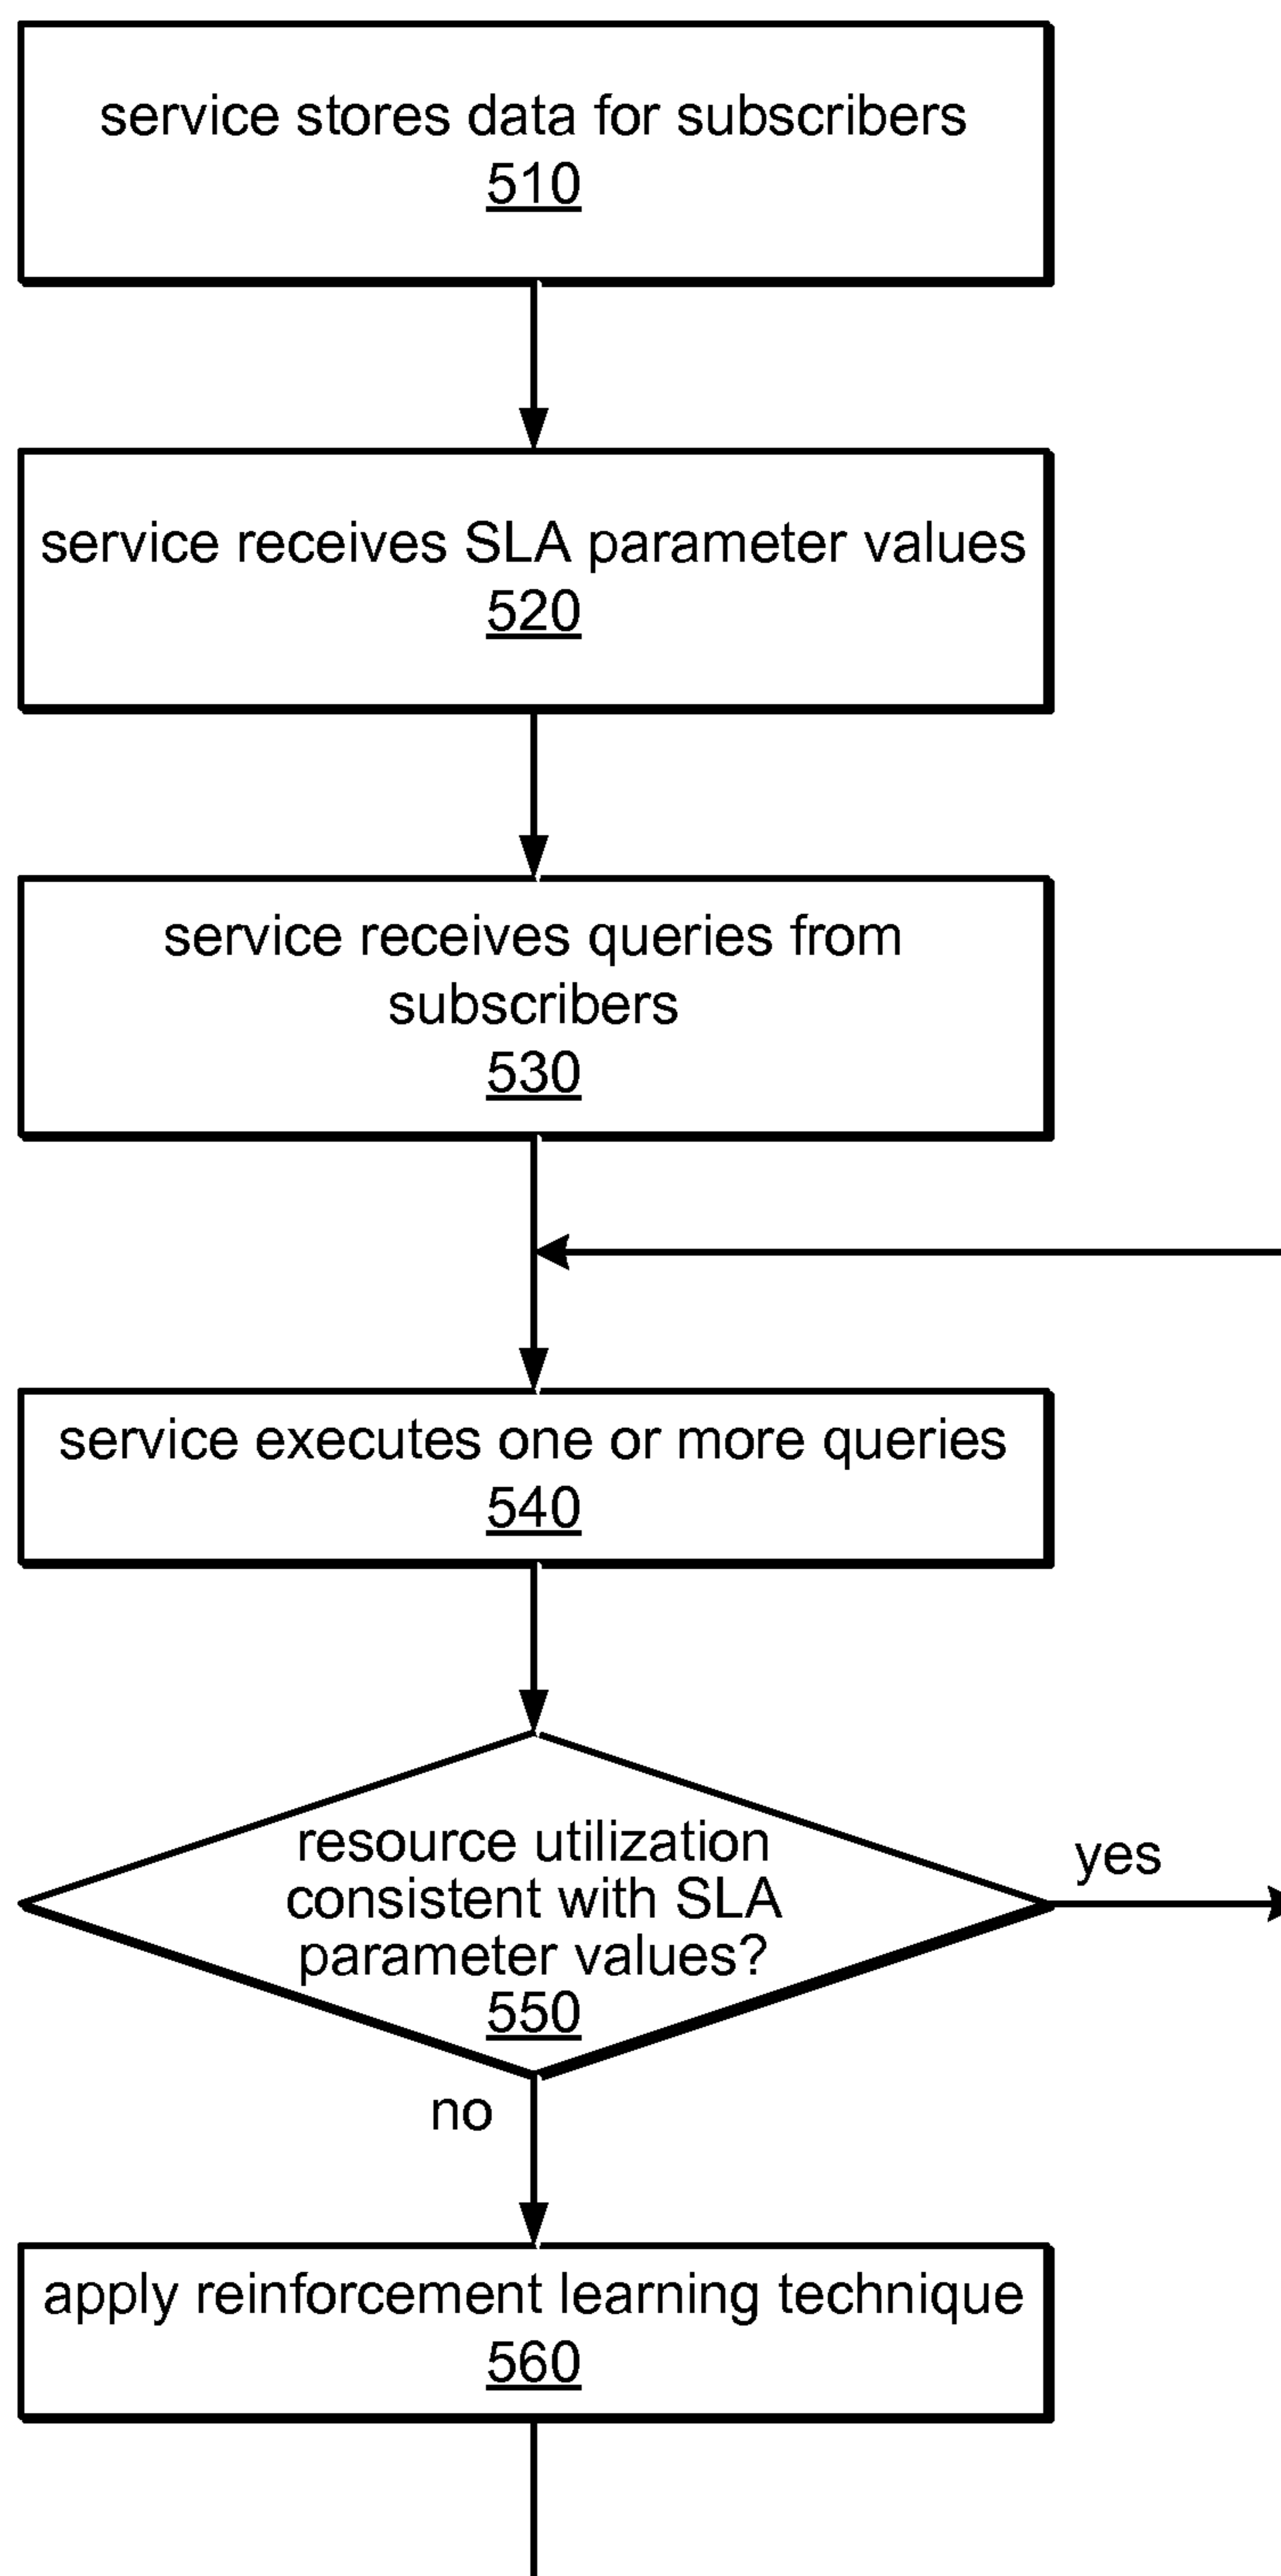 service stores data for subscribers
510
service receives SLA parameter values
520
service receives queries from
subscribers
530
service executes one or more queries
540
resource utilization
consistent with SLA
parameter values?
550
yes
no
apply reinforcement learning technique
560